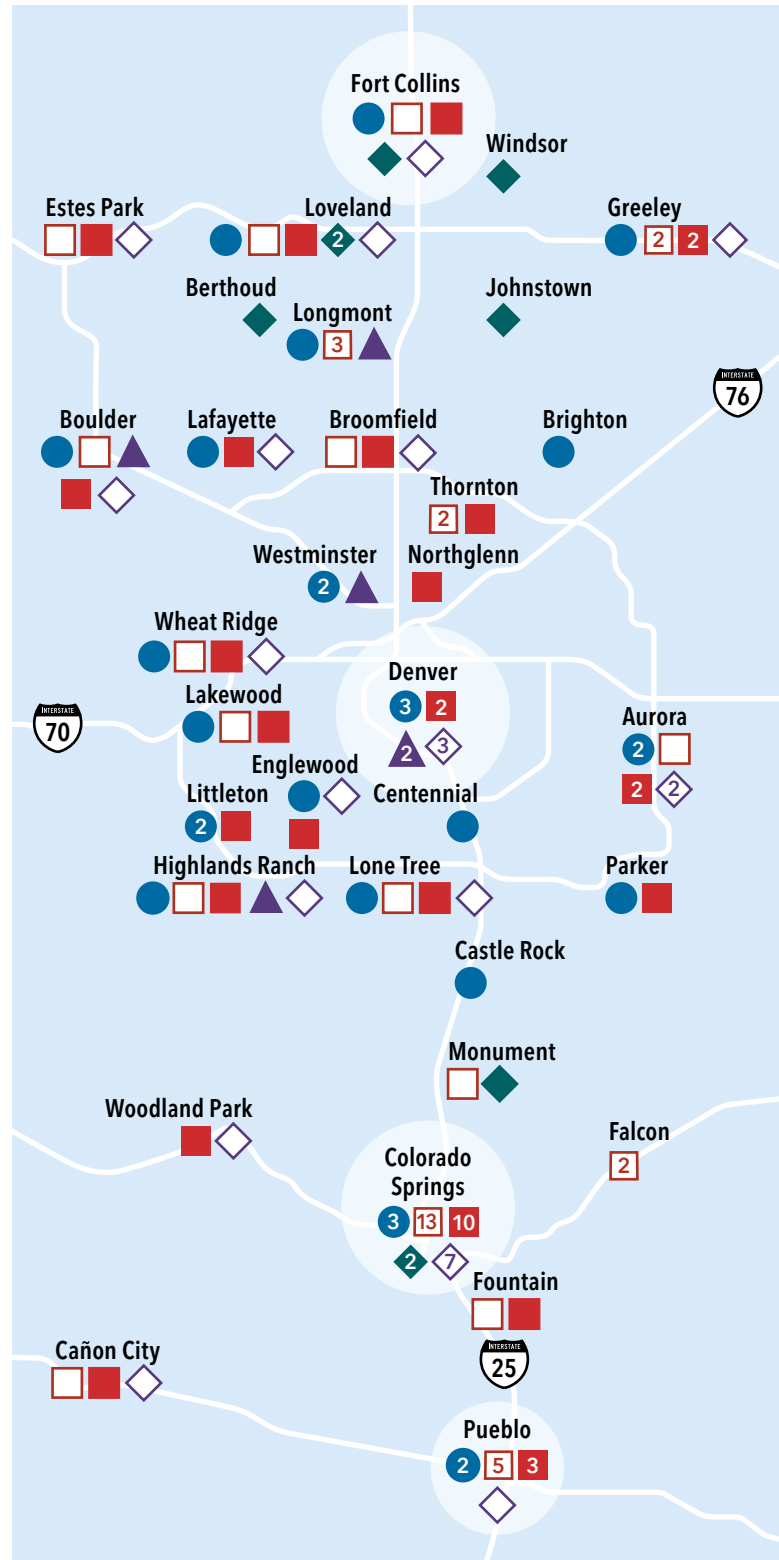 Fort Collins
Windsor
Estes Park
Loveland
Greeley
2
2
2
Berthoud
Johnstown
Longmont
3
INTERSTATE
76
Boulder
Lafayette
Broomfield
Brighton
Thornton
2
Westminster
Northglenn
2
Wheat Ridge
Denver
3
2
2
3
Lakewood
INTERSTATE
70
Aurora
2
2
2
Englewood
Littleton
2
Centennial
Highlands Ranch
Lone Tree
Parker
Castle Rock
Monument
Woodland Park
Falcon
2
Colorado
Springs
3
13
10
2
7
Fountain
INTERSTATE
25
Cañon City
Pueblo
2
5
3